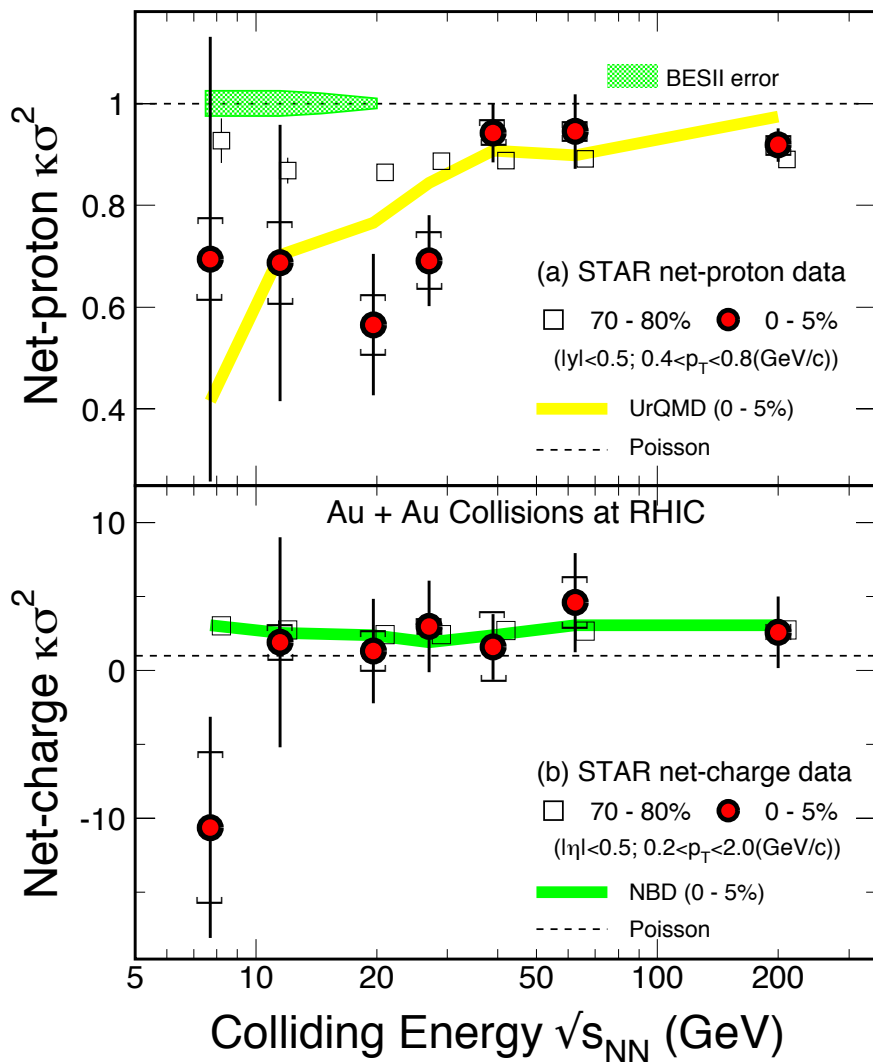 Net-proton κσ²
1
0.8
0.6
0.4
BESII error
(a) STAR net-proton data
70 - 80% 0 - 5%
(|y|<0.5; 0.4<p_T<0.8(GeV/c))
UrQMD (0 - 5%)
Poisson
Au + Au Collisions at RHIC
Net-charge κσ²
10
0
-10
(b) STAR net-charge data
70 - 80% 0 - 5%
(|η|<0.5; 0.2<p_T<2.0(GeV/c))
NBD (0 - 5%)
Poisson
5 10 20 50 100 200
Colliding Energy √s_NN (GeV)